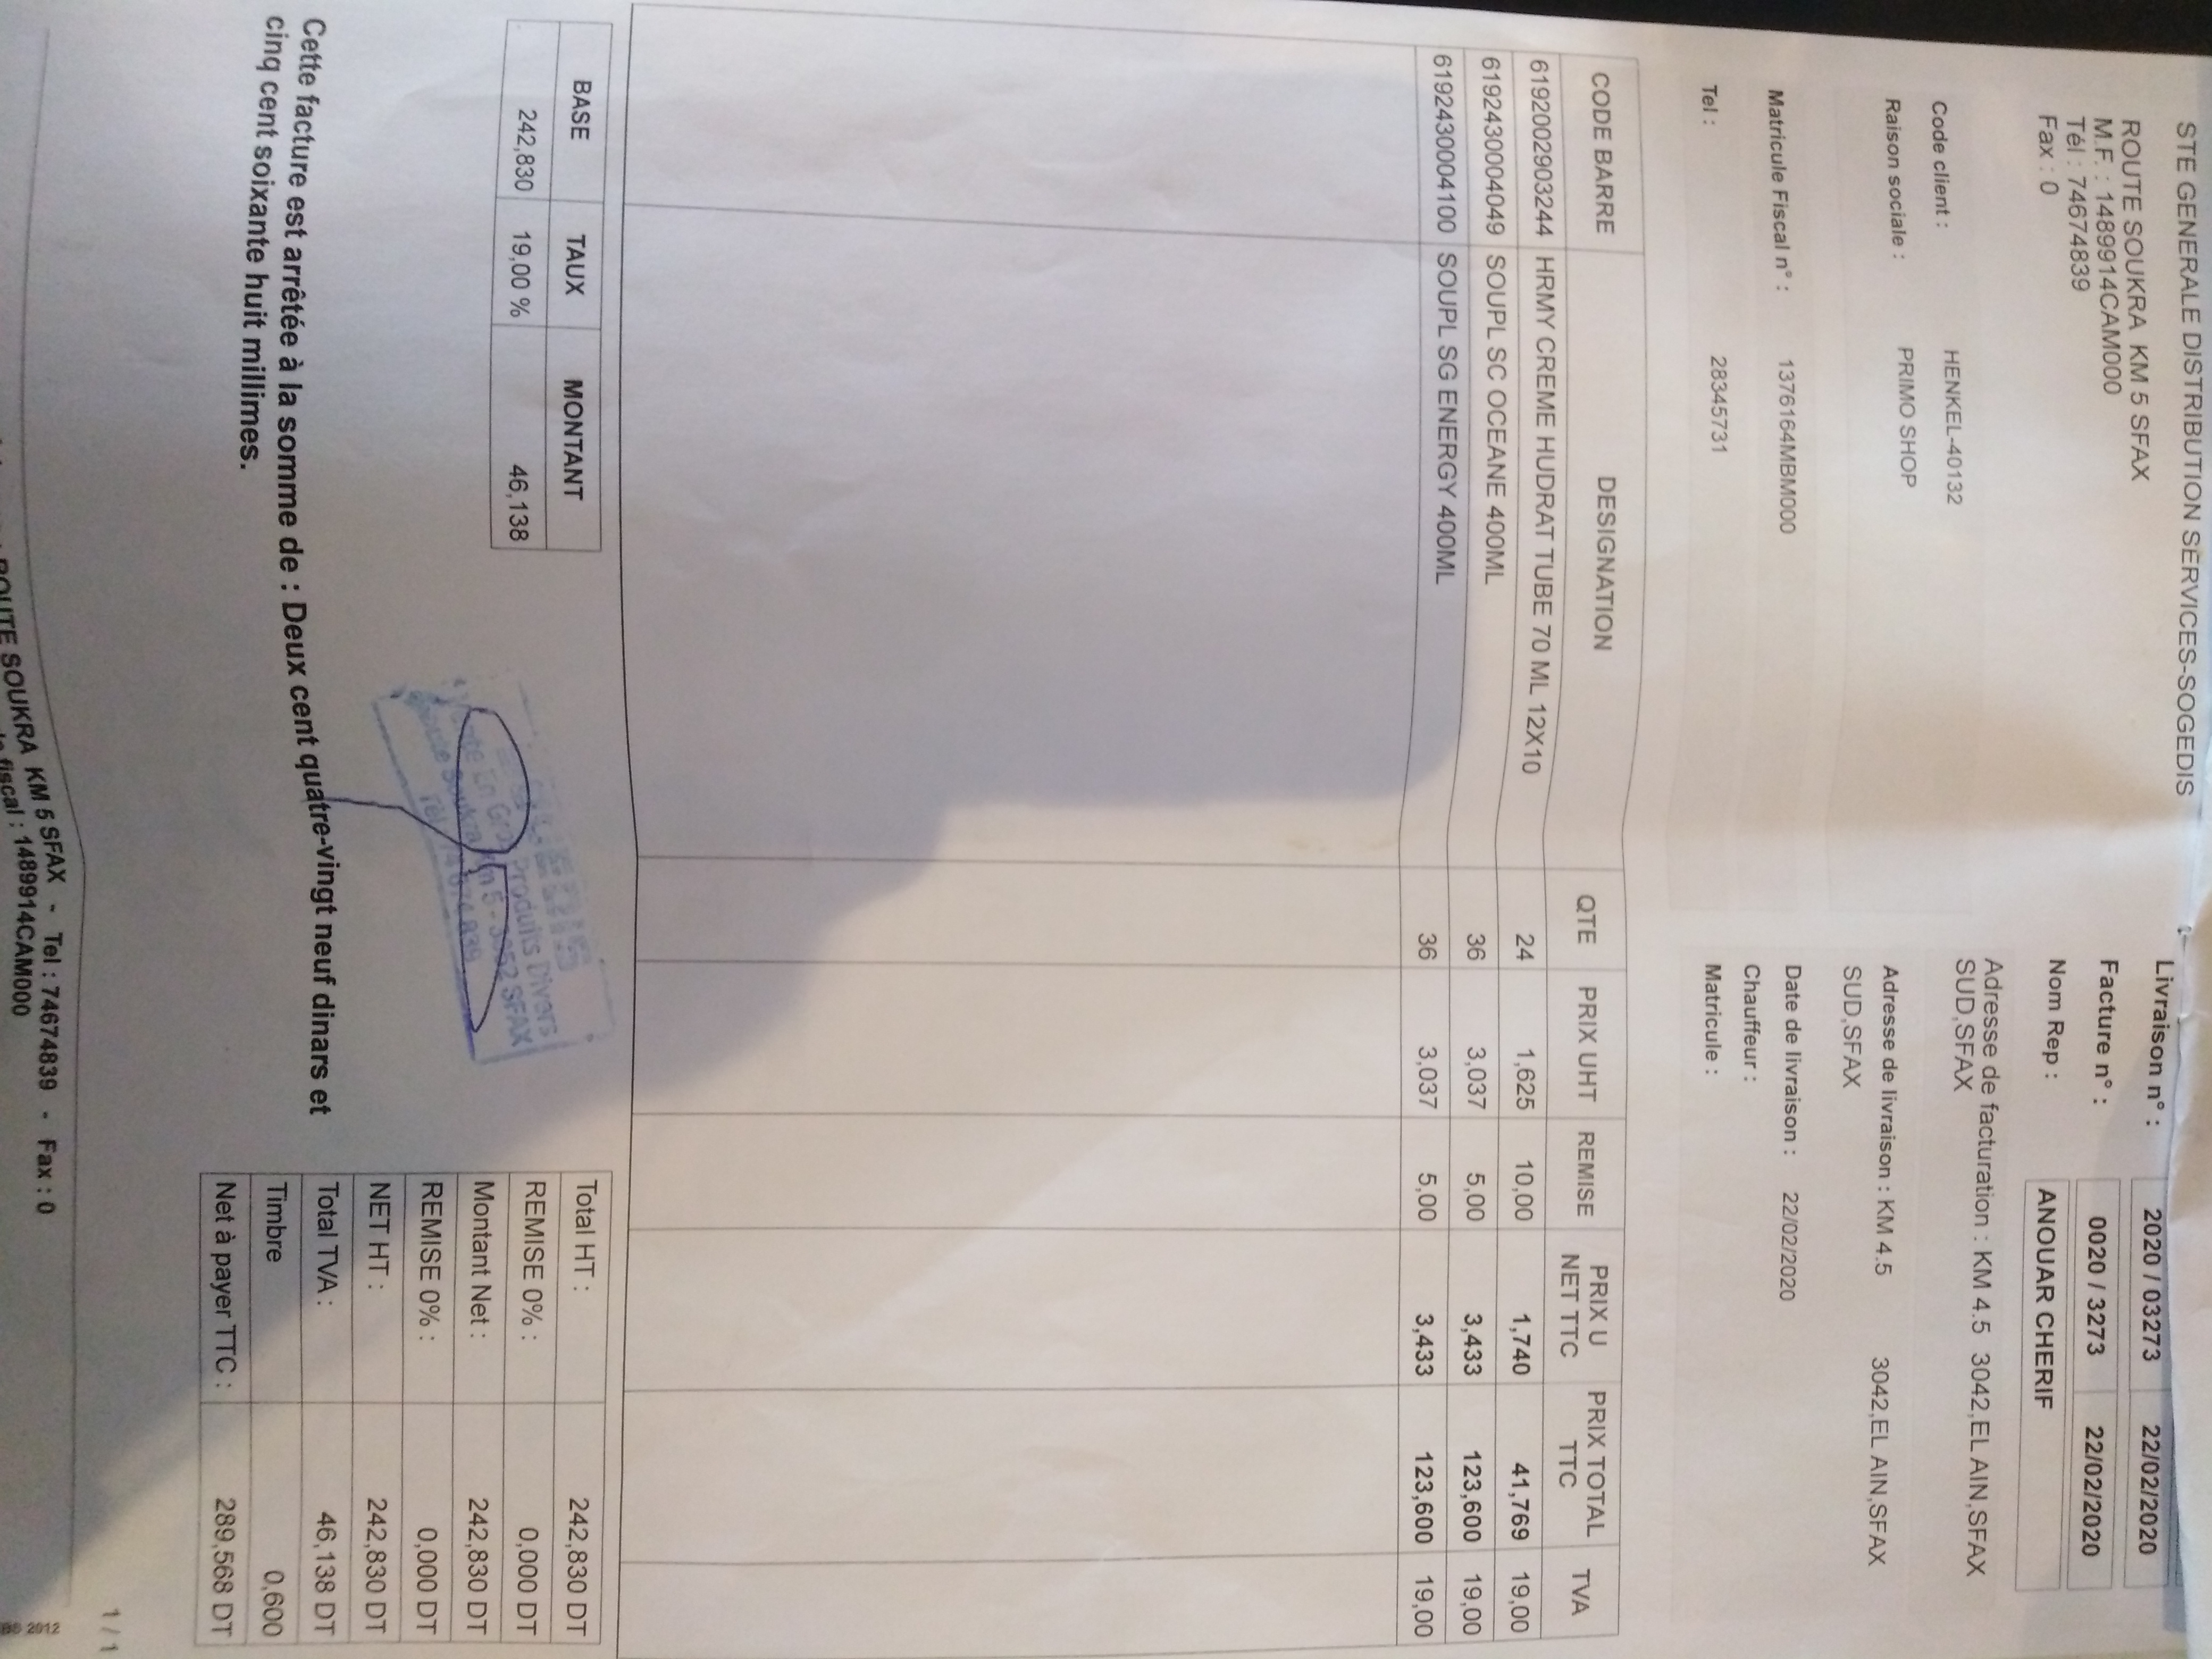 STE GENERALE DISTRIBUTION SERVICES-SOGEDIS
ROUTE SOUKRA KM 5 SFAX
M.F. : 1489914CAM000
Tél : 74674839
Fax : 0
Livraison n° : 2020 / 03273 22/02/2020
Facture n° : 0020 / 3273 22/02/2020
Nom Rep : ANOUAR CHERIF
Code client : HENKEL-40132
Raison sociale : PRIMO SHOP
Matricule Fiscal n° : 1376164MBM000
Tel : 28345731
Adresse de facturation : KM 4.5 3042,EL AIN,SFAX
SUD,SFAX
Adresse de livraison : KM 4.5 3042,EL AIN,SFAX
SUD,SFAX
Date de livraison : 22/02/2020
Chauffeur :
Matricule :
CODE BARRE DESIGNATION QTE PRIX UHT REMISE PRIX U NET TTC PRIX TOTAL TTC TVA
6192002903244 HRMY CREME HUDRAT TUBE 70 ML 12X10 24 1,625 10,00 1,740 41,769 19,00
6192430004049 SOUPL SC OCEANE 400ML 36 3,037 5,00 3,433 123,600 19,00
6192430004100 SOUPL SG ENERGY 400ML 36 3,037 5,00 3,433 123,600 19,00
BASE TAUX MONTANT
242,830 19,00 % 46,138
Total HT : 242,830 DT
REMISE 0% : 0,000 DT
Montant Net : 242,830 DT
REMISE 0% : 0,000 DT
NET HT : 242,830 DT
Total TVA : 46,138 DT
Timbre 0,600
Net à payer TTC : 289,568 DT
Produits Divers
SFAX
Cette facture est arrêtée à la somme de : Deux cent quatre-vingt neuf dinars et
cinq cent soixante huit millimes.
1 / 1
ROUTE SOUKRA KM 5 SFAX - Tel : 74674839 - Fax : 0
fiscal : 1489914CAM000
2012